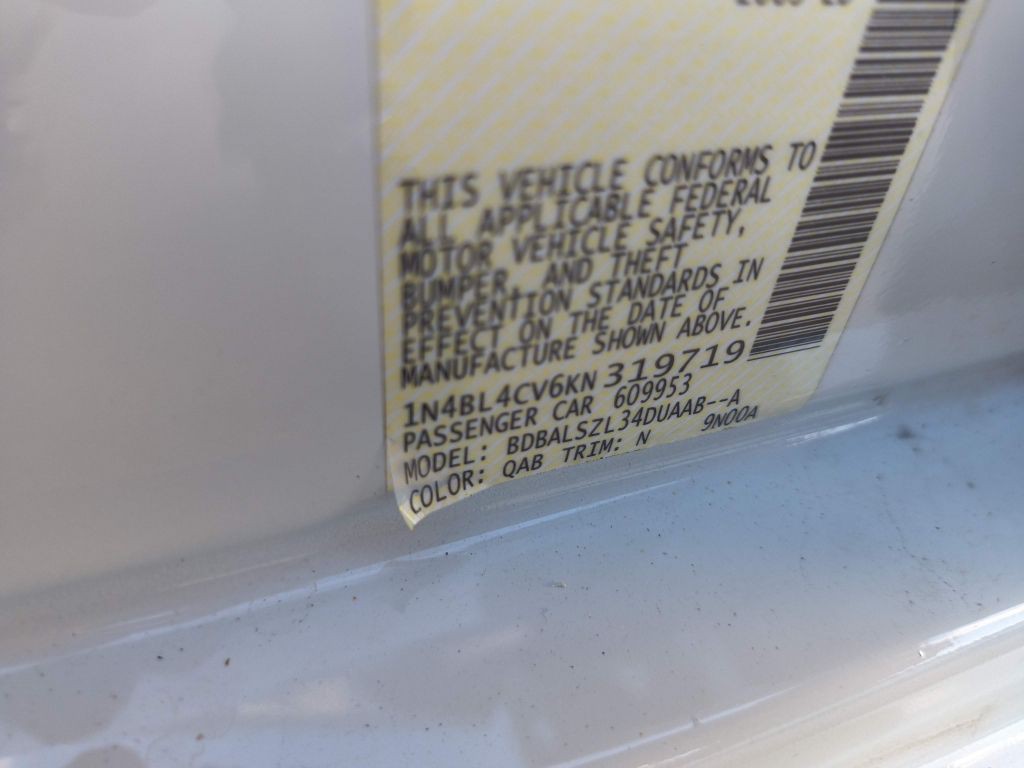 THIS VEHICLE CONFORMS TO
ALL APPLICABLE FEDERAL
MOTOR VEHICLE SAFETY,
BUMPER, AND THEFT
PREVENTION STANDARDS IN
EFFECT ON THE DATE OF
MANUFACTURE SHOWN ABOVE.
1N4BL4CV6KN319719
PASSENGER CAR 609953
MODEL: BDBALSZL34DUAAB--A
COLOR: QAB TRIM: N 9N00A